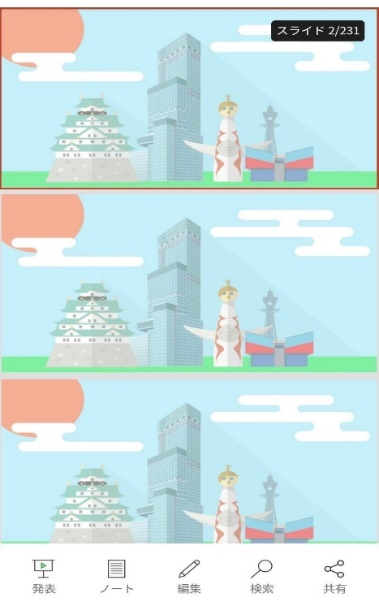 スライド 2/231
発表
ノート
編集
検索
共有